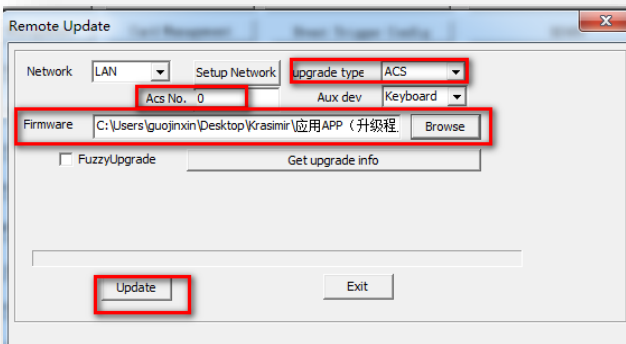 Remote Update
Network LAN Setup Network upgrade type ACS
Acs No. 0 Aux dev Keyboard
Firmware C:\Users\guojinxin\Desktop\Krasimir\应用APP（升级程 Browse
FuzzyUpgrade Get upgrade info
Update Exit